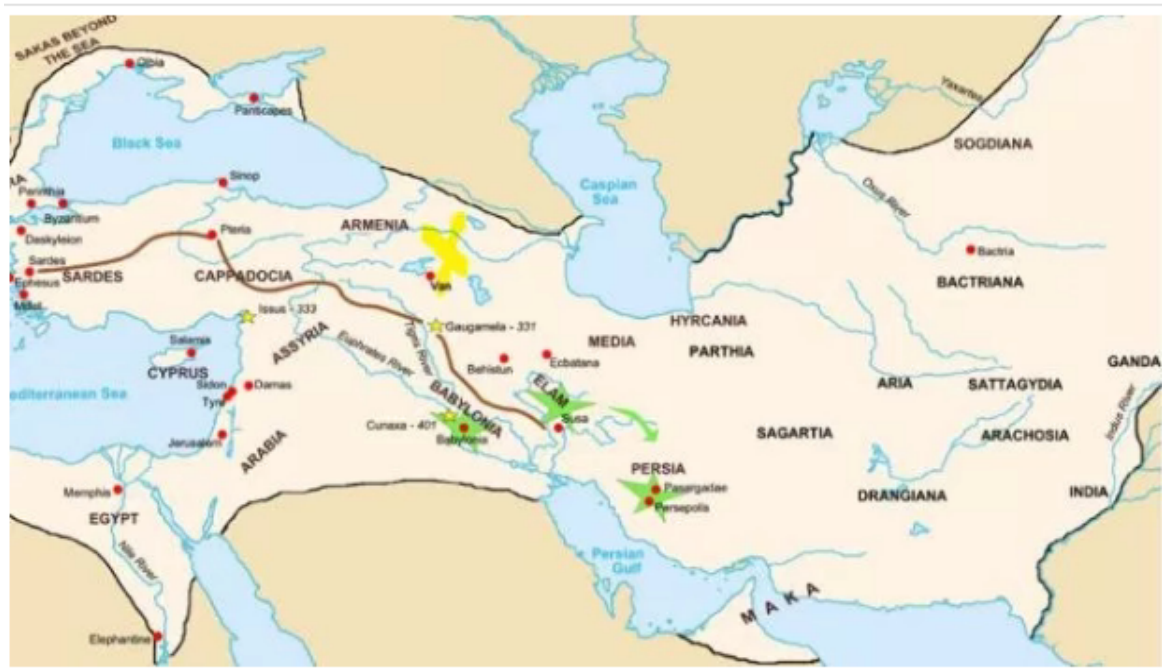 SAKAS BEYOND
THE SEA
Olbia
Panticapes
Black Sea
Yaxartes
SOGDIANA
Caspian
Sea
Oxus River
Sinop
Perinthia
Byzantium
Daskyleion
Pteria
ARMENIA
Bactria
BACTRIANA
Sardes
SARDES
Ephesus
Milet
CAPPADOCIA
Van
Issus - 333
Gaugamela - 331
HYRCANIA
MEDIA
PARTHIA
ASSYRIA
Tigris River
Euphrates River
Behistun
Ecbatana
GANDA
Salamis
CYPRUS
Mediterranean Sea
Sidon
Damas
Tyre
ARIA
SATTAGYDIA
ELAM
BABYLONIA
Cunaxa - 401
Babylonia
Susa
Indus River
SAGARTIA
ARACHOSIA
Jerusalem
ARABIA
PERSIA
Pasargadae
Persepolis
DRANGIANA
INDIA
Memphis
EGYPT
Nile River
Persian
Gulf
MAKA
Elephantine